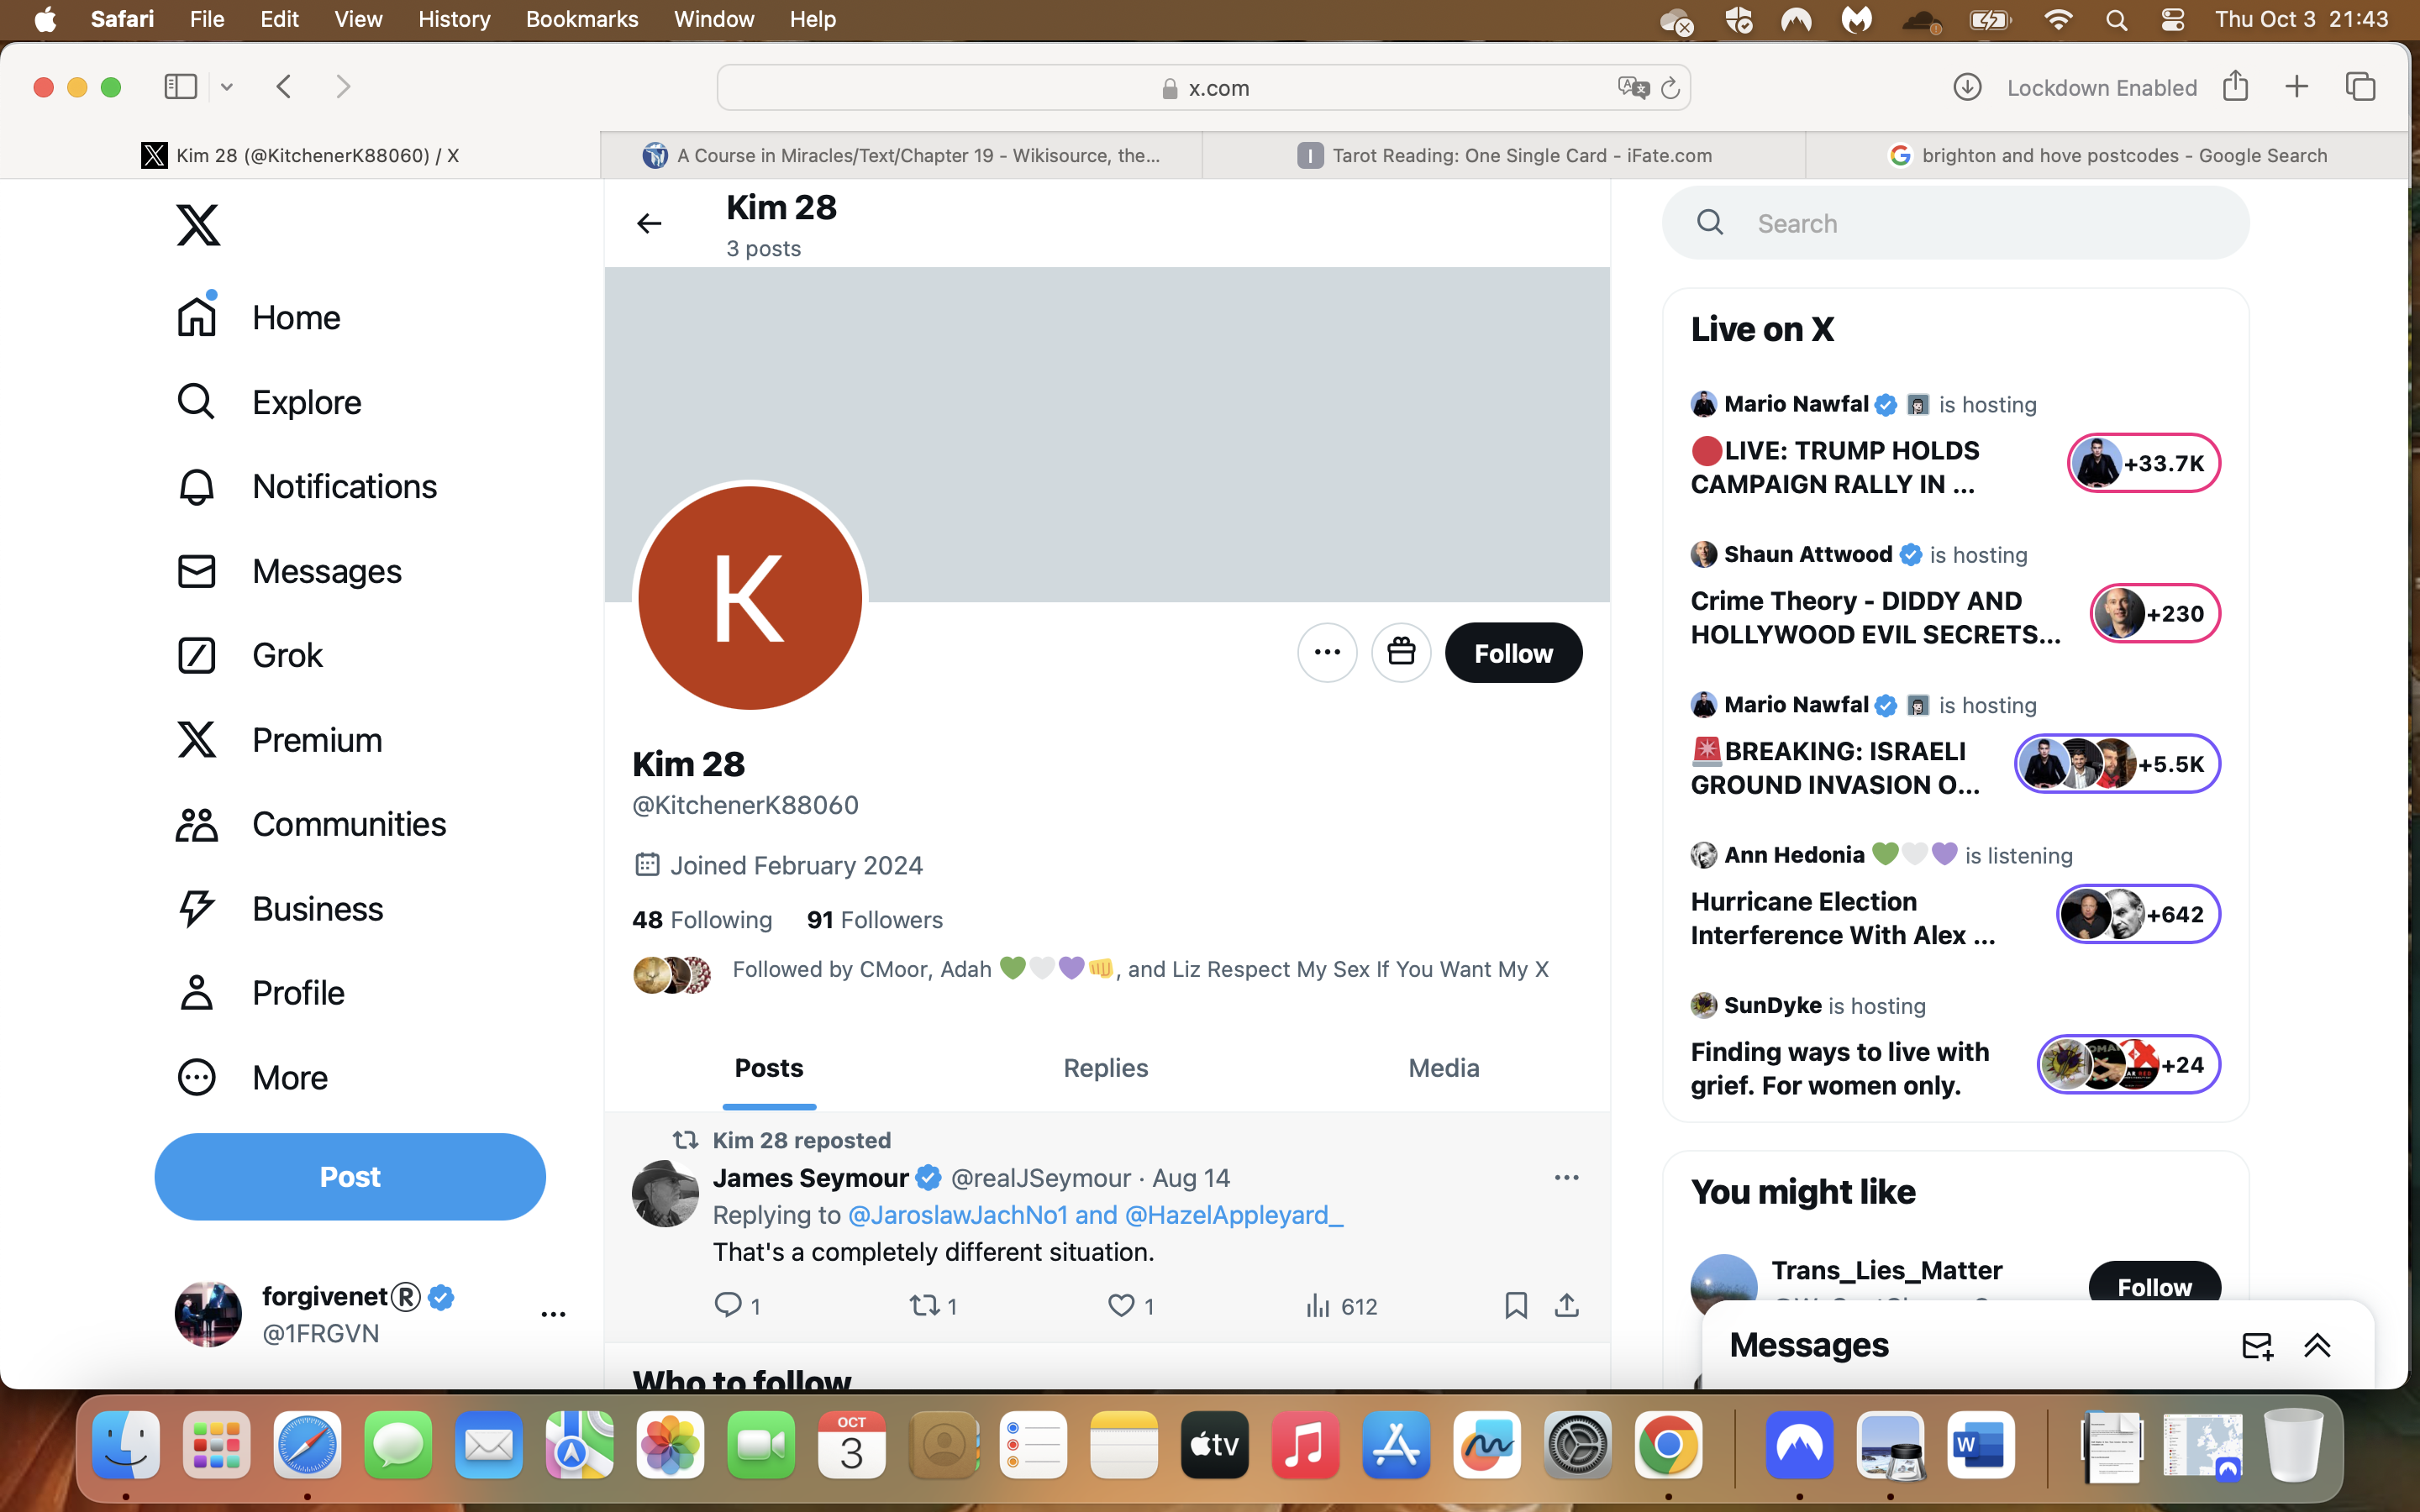 Safari File Edit View History Bookmarks Window Help Thu Oct 3 21:43
x.com Lockdown Enabled
Kim 28 (@KitchenerK88060) / X
A Course in Miracles/Text/Chapter 19 - Wikisource, the...
Tarot Reading: One Single Card - iFate.com
brighton and hove postcodes - Google Search
Home
Explore
Notifications
Messages
Grok
Premium
Communities
Business
Profile
More
Post
forgivenet®
@1FRGVN
Kim 28
3 posts
K
Follow
Kim 28
@KitchenerK88060
Joined February 2024
48 Following 91 Followers
Followed by CMoor, Adah 💚🤍💜👊, and Liz Respect My Sex If You Want My X
Posts Replies Media
Kim 28 reposted
James Seymour @realJSeymour · Aug 14
Replying to @JaroslawJachNo1 and @HazelAppleyard_
That's a completely different situation.
1 1 1 612
Who to follow
Search
Live on X
Mario Nawfal is hosting
🔴LIVE: TRUMP HOLDS
CAMPAIGN RALLY IN ...
+33.7K
Shaun Attwood is hosting
Crime Theory - DIDDY AND
HOLLYWOOD EVIL SECRETS...
+230
Mario Nawfal is hosting
🚨BREAKING: ISRAELI
GROUND INVASION O...
+5.5K
Ann Hedonia 💚🤍💜 is listening
Hurricane Election
Interference With Alex ...
+642
SunDyke is hosting
Finding ways to live with
grief. For women only.
+24
You might like
Trans_Lies_Matter
Follow
Messages
OCT
3
tv
W